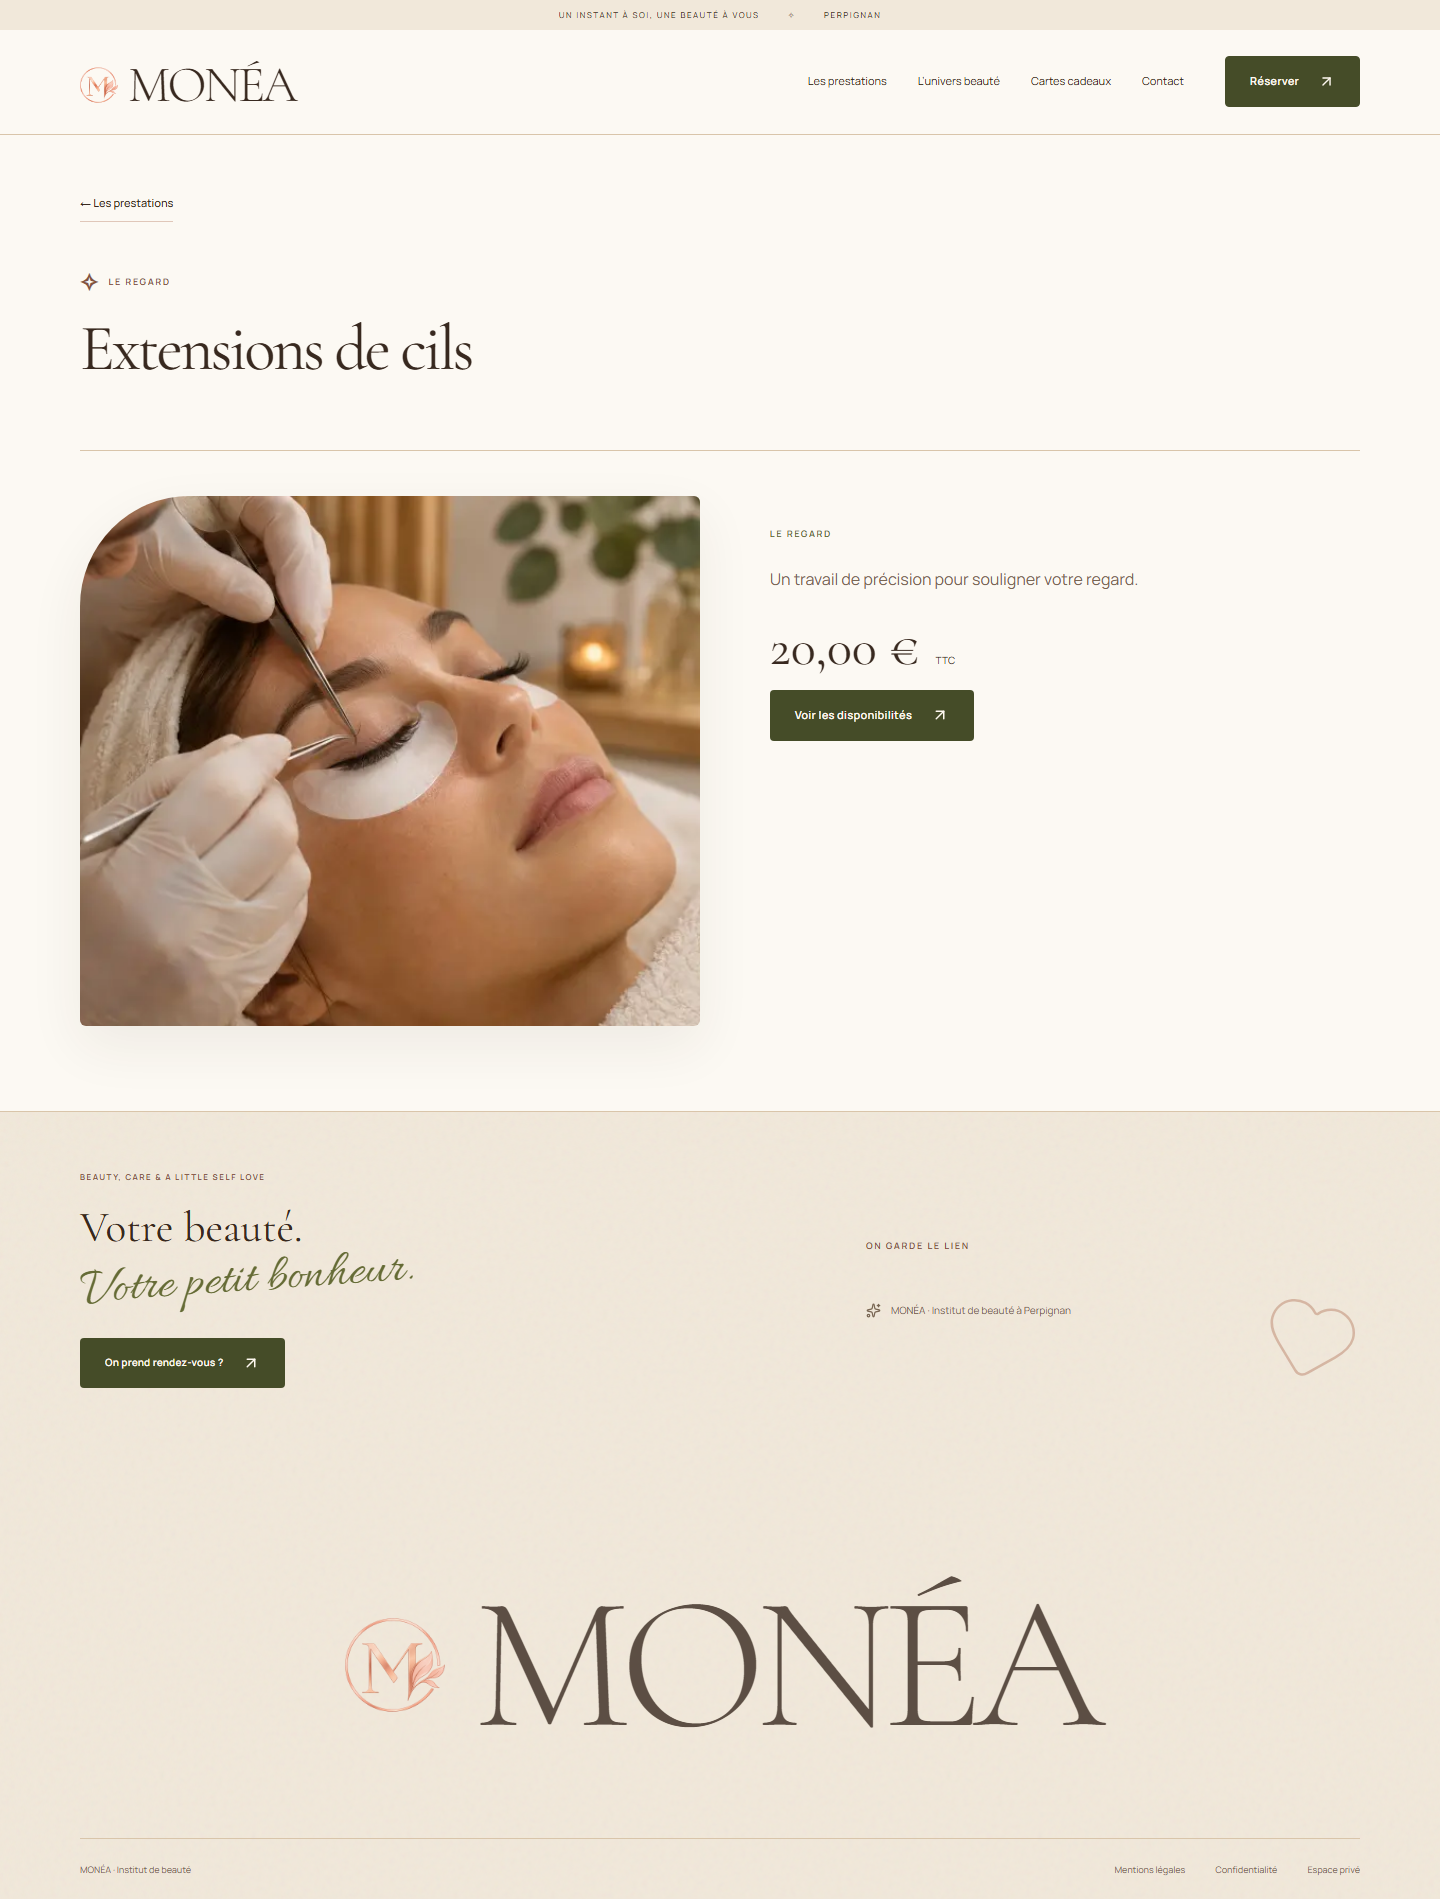 UN INSTANT À SOI, UNE BEAUTÉ À VOUS ✧ PERPIGNAN
M MONÉA
Les prestations L'univers beauté Cartes cadeaux Contact Réserver
← Les prestations
LE REGARD
Extensions de cils
LE REGARD
Un travail de précision pour souligner votre regard.
20,00 € TTC
Voir les disponibilités
BEAUTY, CARE & A LITTLE SELF LOVE
Votre beauté.
Votre petit bonheur.
On prend rendez-vous ?
ON GARDE LE LIEN
MONÉA · Institut de beauté à Perpignan
M MONÉA
MONÉA · Institut de beauté
Mentions légales Confidentialité Espace privé